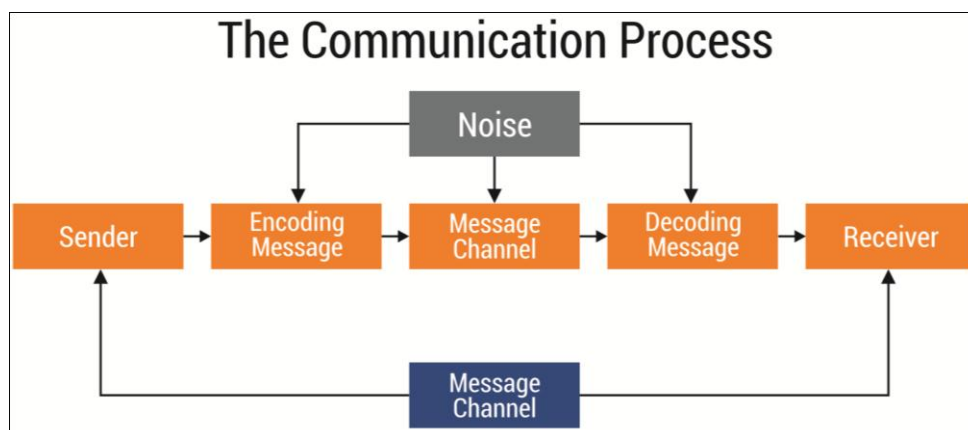 The Communication Process
Noise
Sender
Encoding
Message
Message
Channel
Decoding
Message
Receiver
Message
Channel